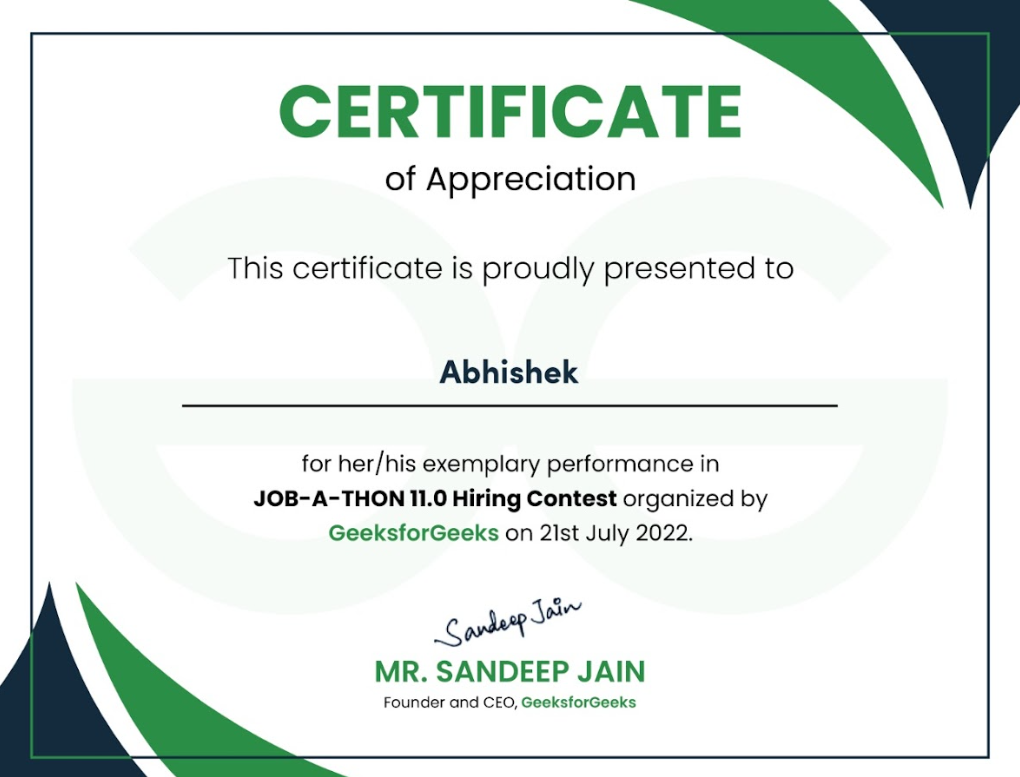 CERTIFICATE
of Appreciation
This certificate is proudly presented to
Abhishek
for her/his exemplary performance in
JOB-A-THON 11.0 Hiring Contest organized by
GeeksforGeeks on 21st July 2022.
Sandeep Jain
MR. SANDEEP JAIN
Founder and CEO, GeeksforGeeks